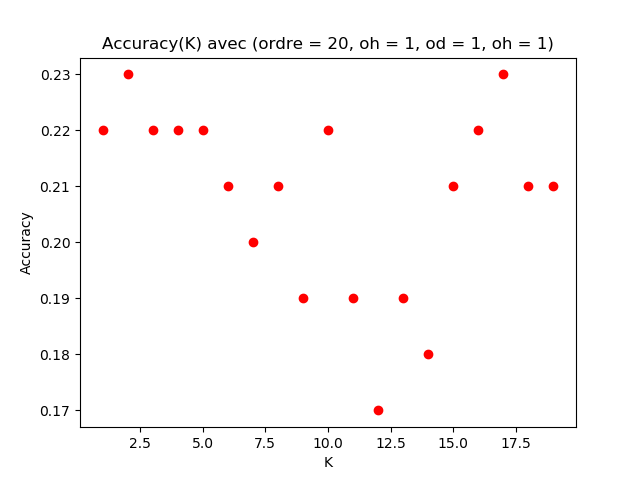 Accuracy(K) avec (ordre = 20, oh = 1, od = 1, oh = 1)
0.23
0.22
0.21
0.20
0.19
0.18
0.17
Accuracy
2.5 5.0 7.5 10.0 12.5 15.0 17.5
K